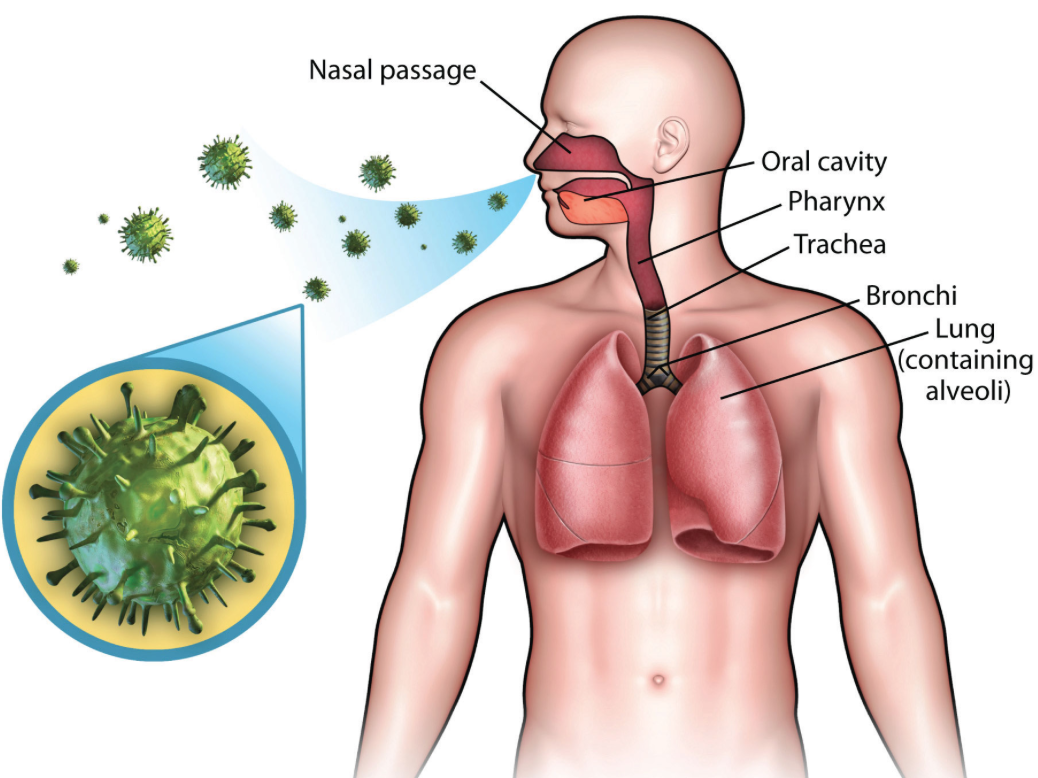 Nasal passage
Oral cavity
Pharynx
Trachea
Bronchi
Lung
(containing
alveoli)